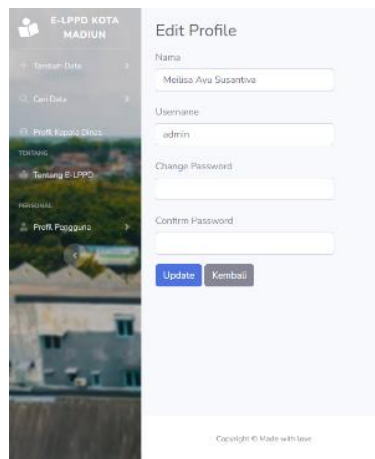 E-LPPD KOTA
MADIUN
Tambah Data
Cari Data
Profil Kepala Dinas
TENTANG
Tentang E-LPPD
PERSONAL
Profil Pengguna
Edit Profile
Nama
Meilisa Ayu Susantiva
Username
admin
Change Password
Confirm Password
Update Kembali
Copyright © Made with love